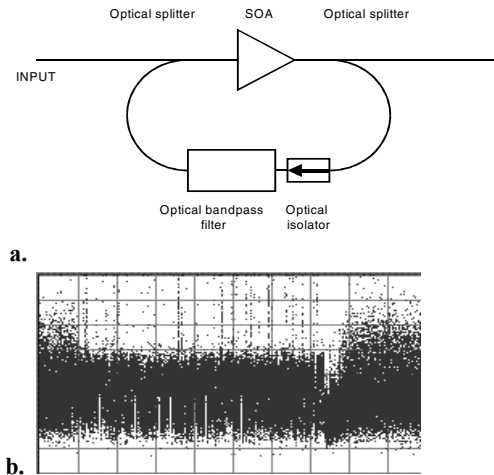 Optical splitter SOA Optical splitter
INPUT
Optical bandpass filter
Optical isolator
a.
b.